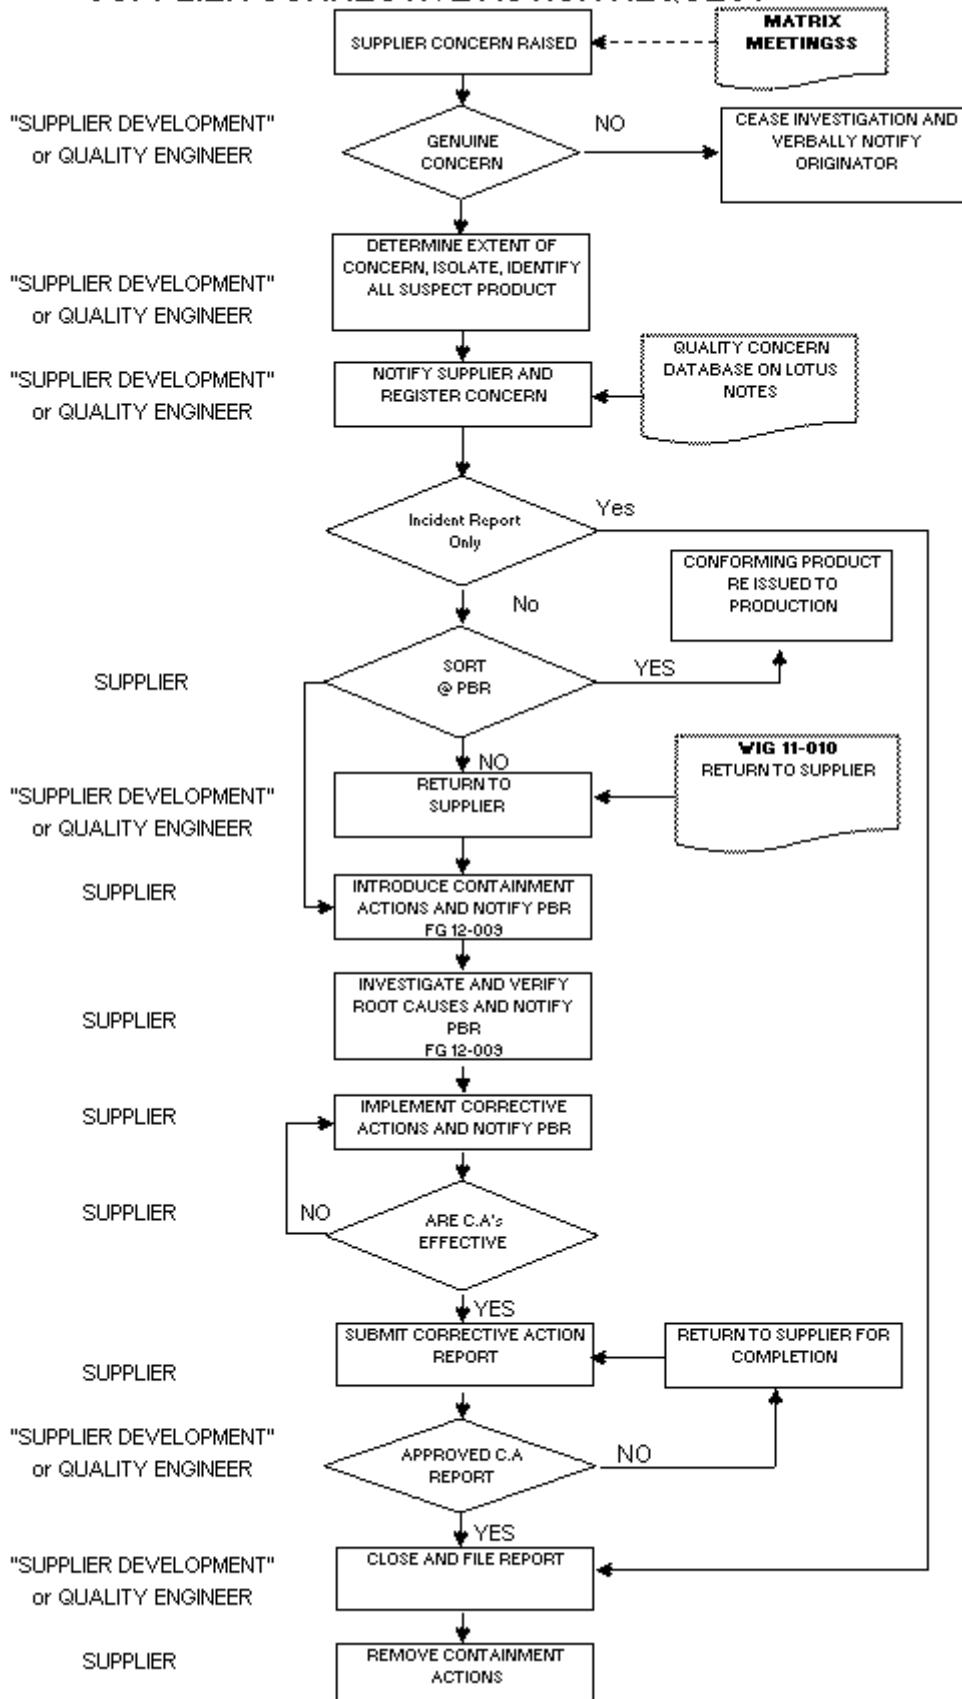 SUPPLIER CORRECTIVE ACTION REQUEST
SUPPLIER CONCERN RAISED
MATRIX
MEETINGSS
"SUPPLIER DEVELOPMENT"
or QUALITY ENGINEER
GENUINE
CONCERN
NO
CEASE INVESTIGATION AND
VERBALLY NOTIFY
ORIGINATOR
"SUPPLIER DEVELOPMENT"
or QUALITY ENGINEER
DETERMINE EXTENT OF
CONCERN, ISOLATE, IDENTIFY
ALL SUSPECT PRODUCT
"SUPPLIER DEVELOPMENT"
or QUALITY ENGINEER
NOTIFY SUPPLIER AND
REGISTER CONCERN
QUALITY CONCERN
DATABASE ON LOTUS
NOTES
Incident Report
Only
Yes
No
CONFORMING PRODUCT
RE ISSUED TO
PRODUCTION
SUPPLIER
SORT
@ PBR
YES
NO
"SUPPLIER DEVELOPMENT"
or QUALITY ENGINEER
RETURN TO
SUPPLIER
WIG 11-010
RETURN TO SUPPLIER
SUPPLIER
INTRODUCE CONTAINMENT
ACTIONS AND NOTIFY PBR
FG 12-009
SUPPLIER
INVESTIGATE AND VERIFY
ROOT CAUSES AND NOTIFY
PBR
FG 12-009
SUPPLIER
IMPLEMENT CORRECTIVE
ACTIONS AND NOTIFY PBR
SUPPLIER
NO
ARE C.A's
EFFECTIVE
YES
SUPPLIER
SUBMIT CORRECTIVE ACTION
REPORT
RETURN TO SUPPLIER FOR
COMPLETION
"SUPPLIER DEVELOPMENT"
or QUALITY ENGINEER
APPROVED C.A
REPORT
NO
YES
"SUPPLIER DEVELOPMENT"
or QUALITY ENGINEER
CLOSE AND FILE REPORT
SUPPLIER
REMOVE CONTAINMENT
ACTIONS